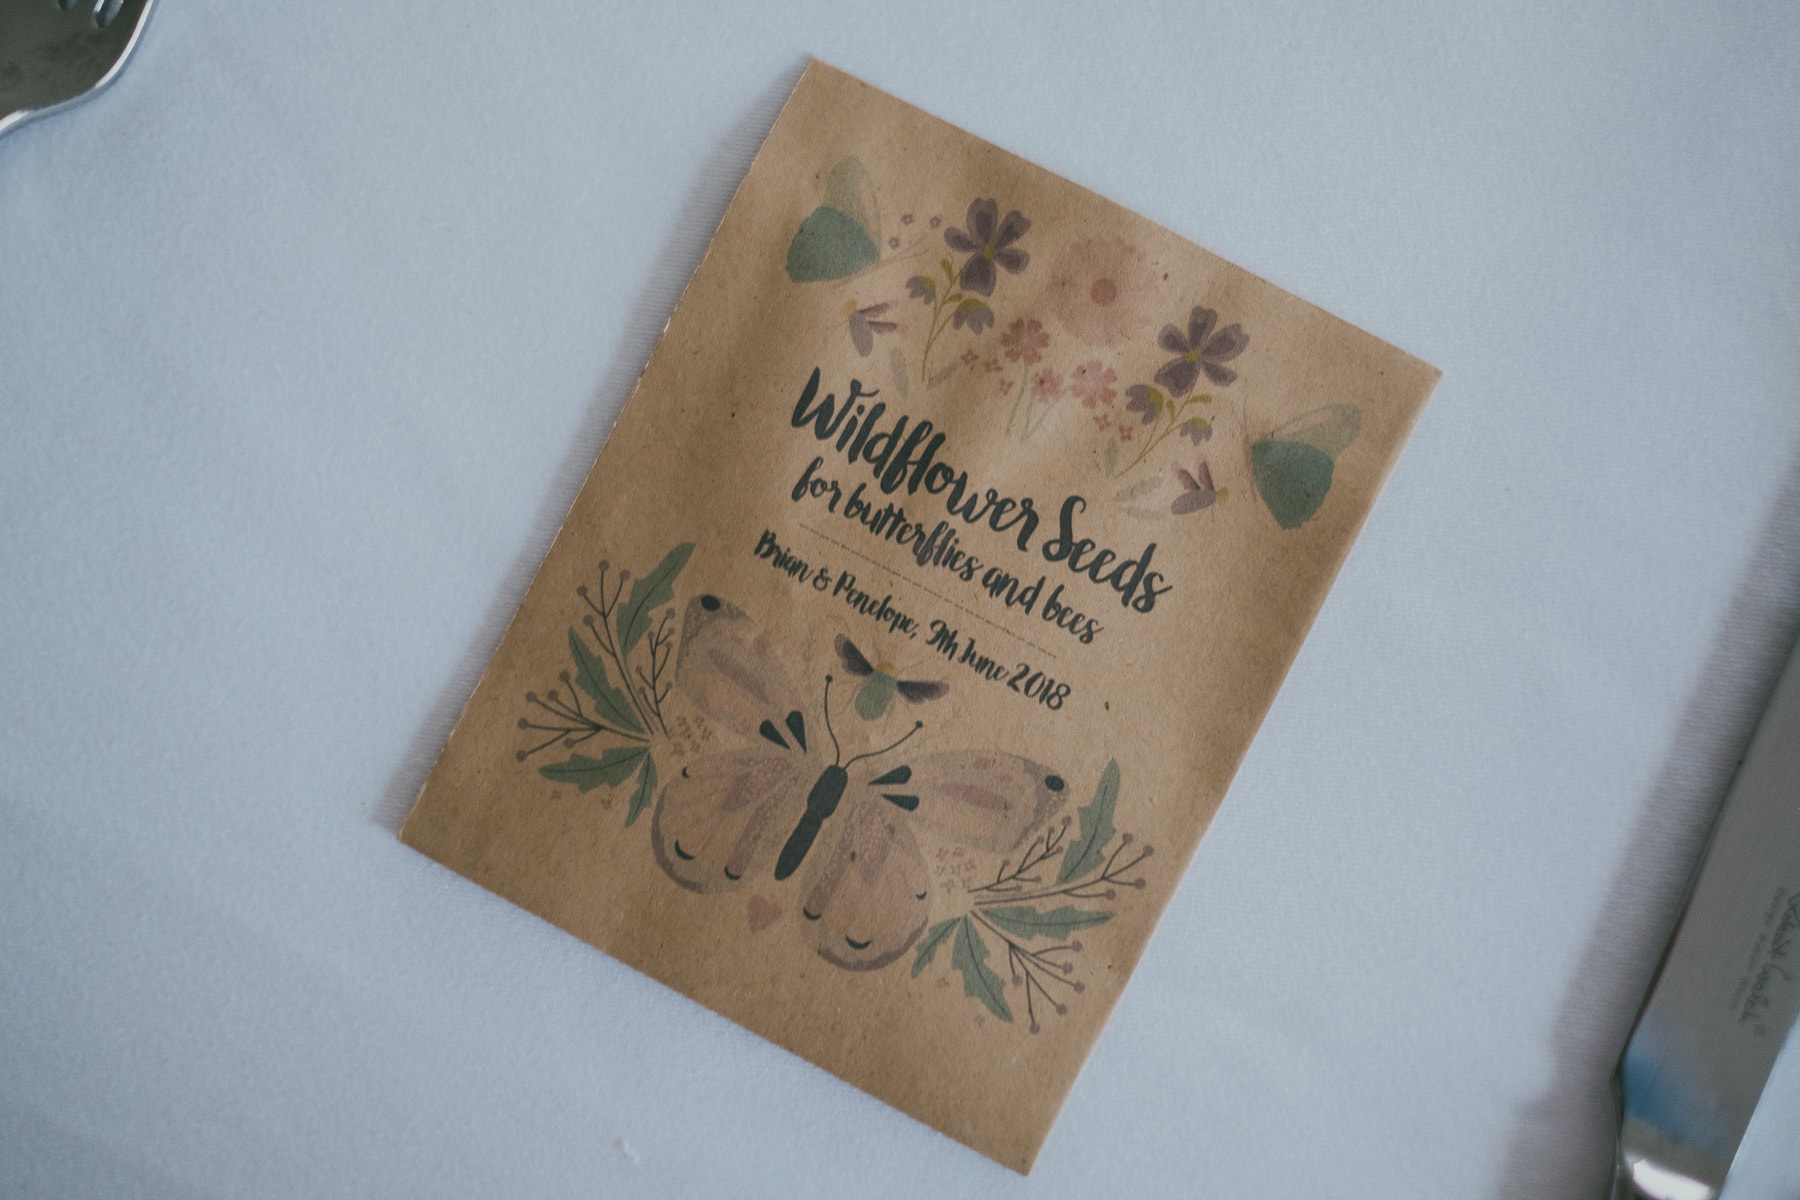 Wildflower Seeds
for butterflies and bees
Brian & Penelope, 9th June 2018